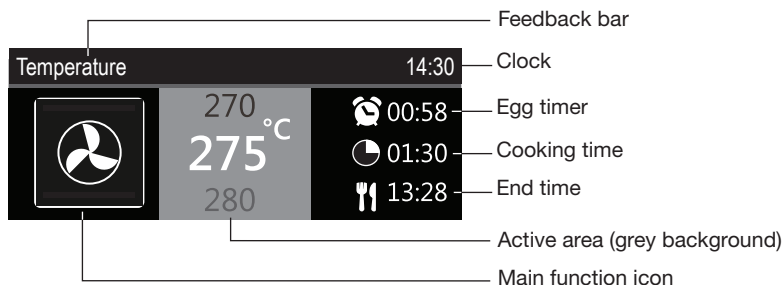 Feedback bar
Temperature 14:30
Clock
270
275 °C
280
00:58
Egg timer
01:30
Cooking time
13:28
End time
Active area (grey background)
Main function icon